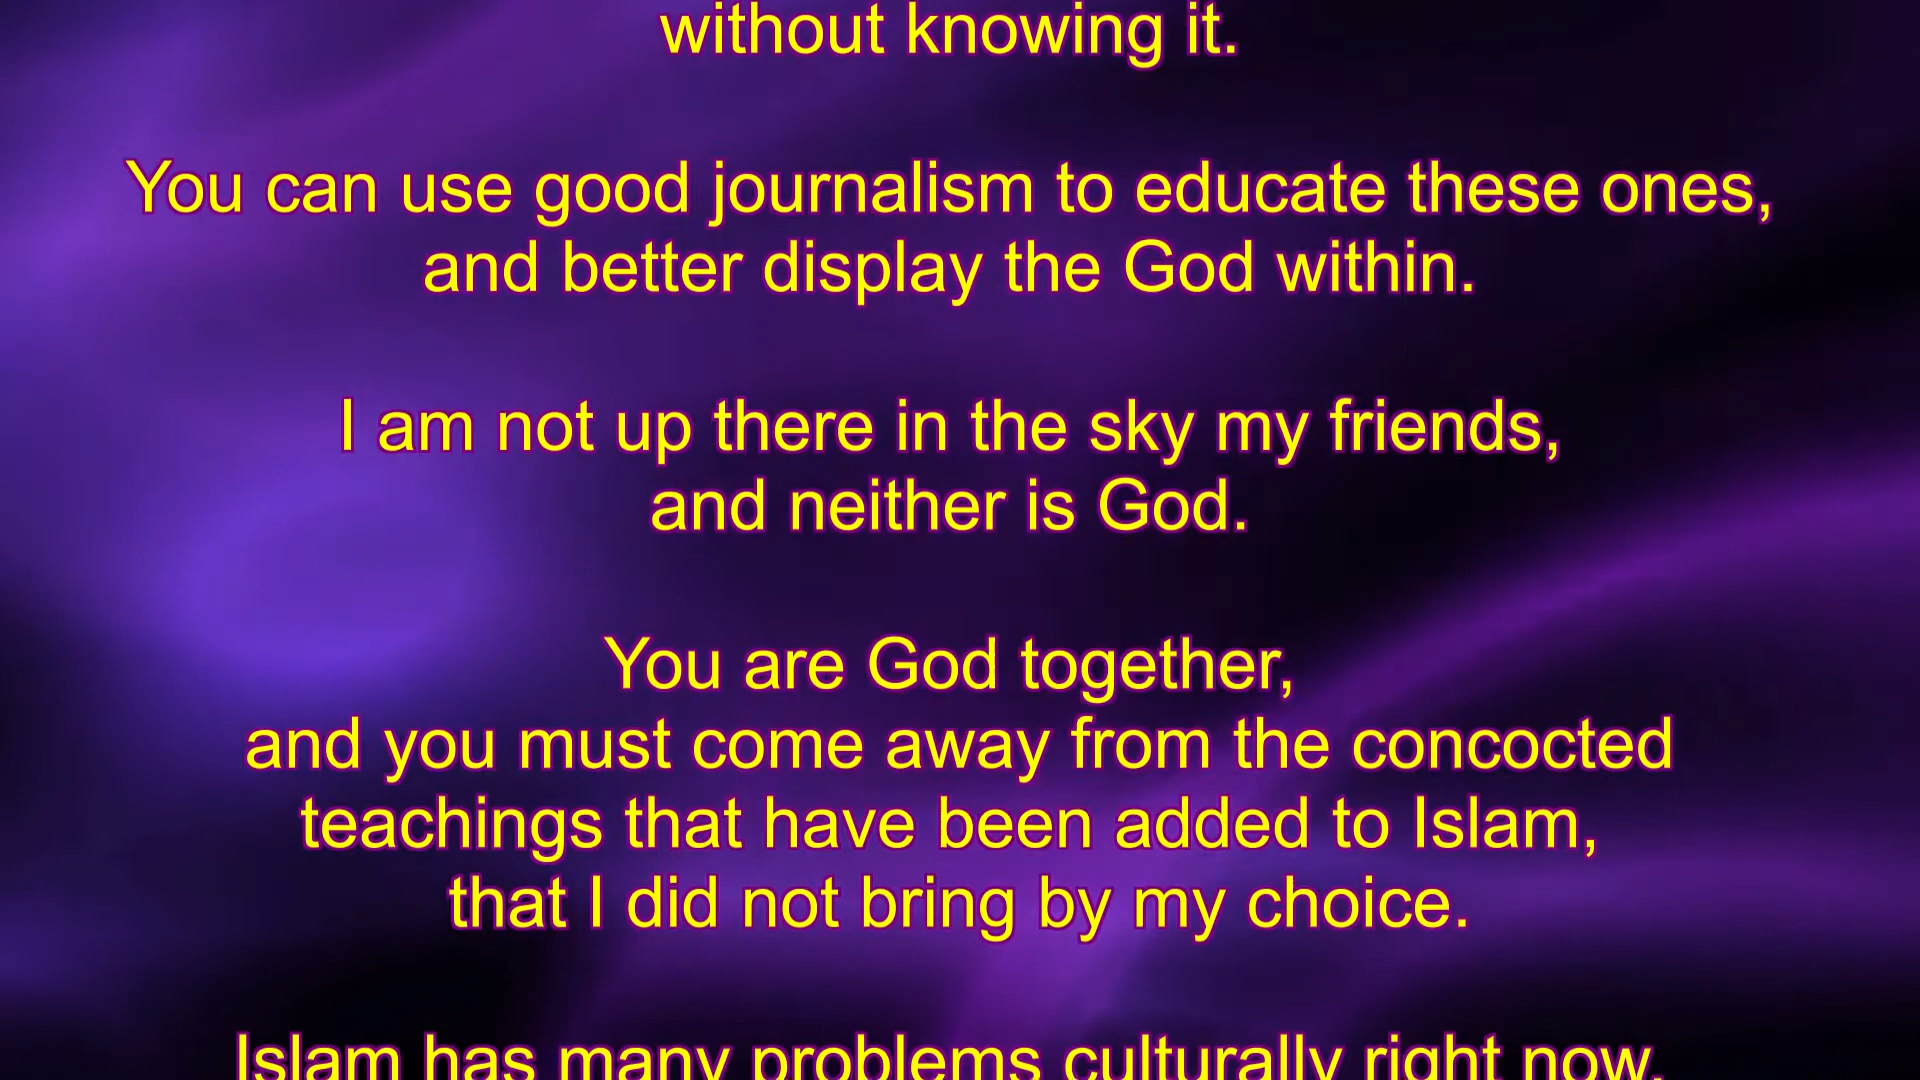 without knowing it.
You can use good journalism to educate these ones,
and better display the God within.
I am not up there in the sky my friends,
and neither is God.
You are God together,
and you must come away from the concocted
teachings that have been added to Islam,
that I did not bring by my choice.
Islam has many problems culturally right now,